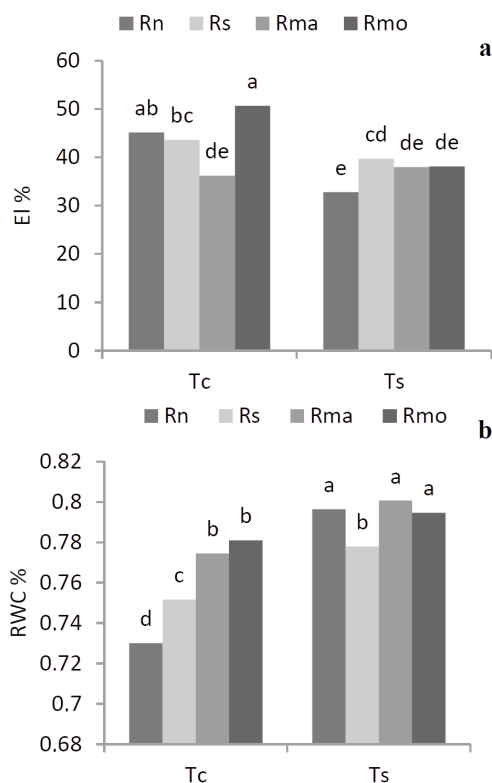 Rn Rs Rma Rmo
a
60
50
40
30
20
10
0
El %
ab bc de a
e cd de de
Tc Ts
Rn Rs Rma Rmo
b
0.82
0.8
0.78
0.76
0.74
0.72
0.7
0.68
RWC %
d c b b
a b a a
Tc Ts